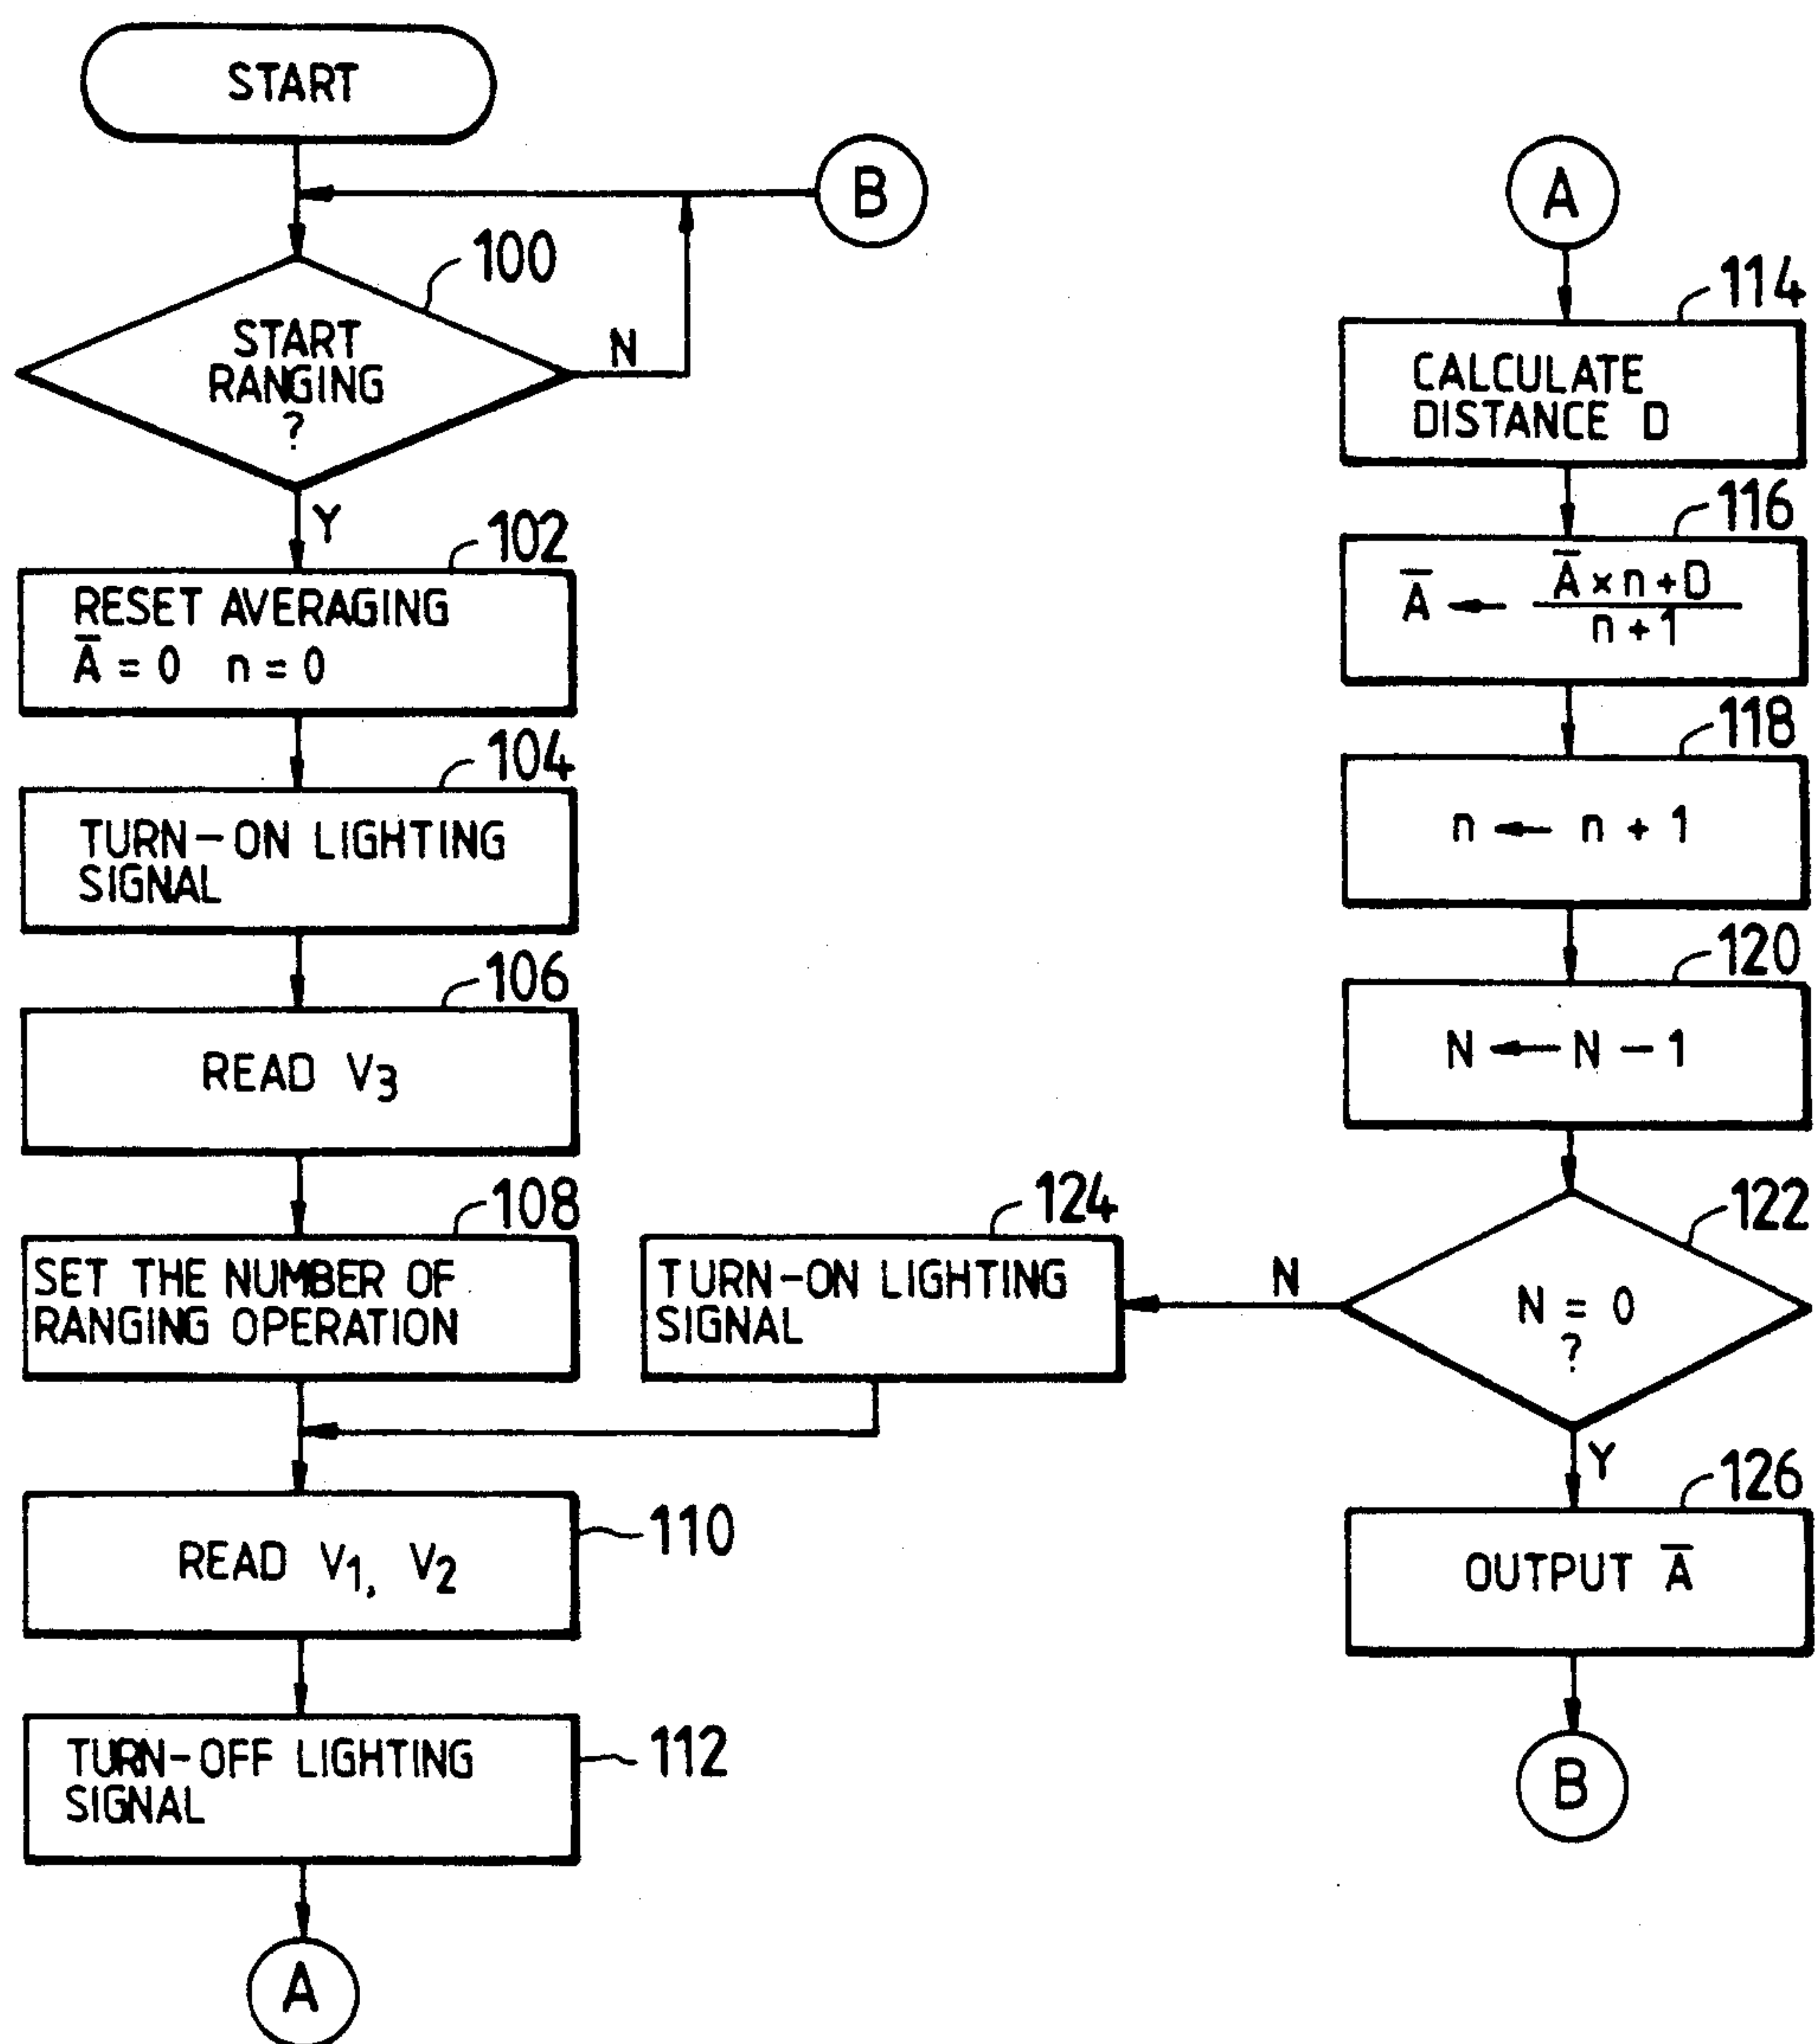 START
B
100
START
RANGING
?
N
Y
102
RESET AVERAGING
A̅ = 0 n = 0
104
TURN-ON LIGHTING
SIGNAL
106
READ V3
108
SET THE NUMBER OF
RANGING OPERATION
110
READ V1, V2
112
TURN-OFF LIGHTING
SIGNAL
A
A
114
CALCULATE
DISTANCE D
116
A̅ ← A̅ × n + D
n + 1
118
n ← n + 1
120
N ← N - 1
122
N = 0
?
N
124
TURN-ON LIGHTING
SIGNAL
Y
126
OUTPUT A̅
B